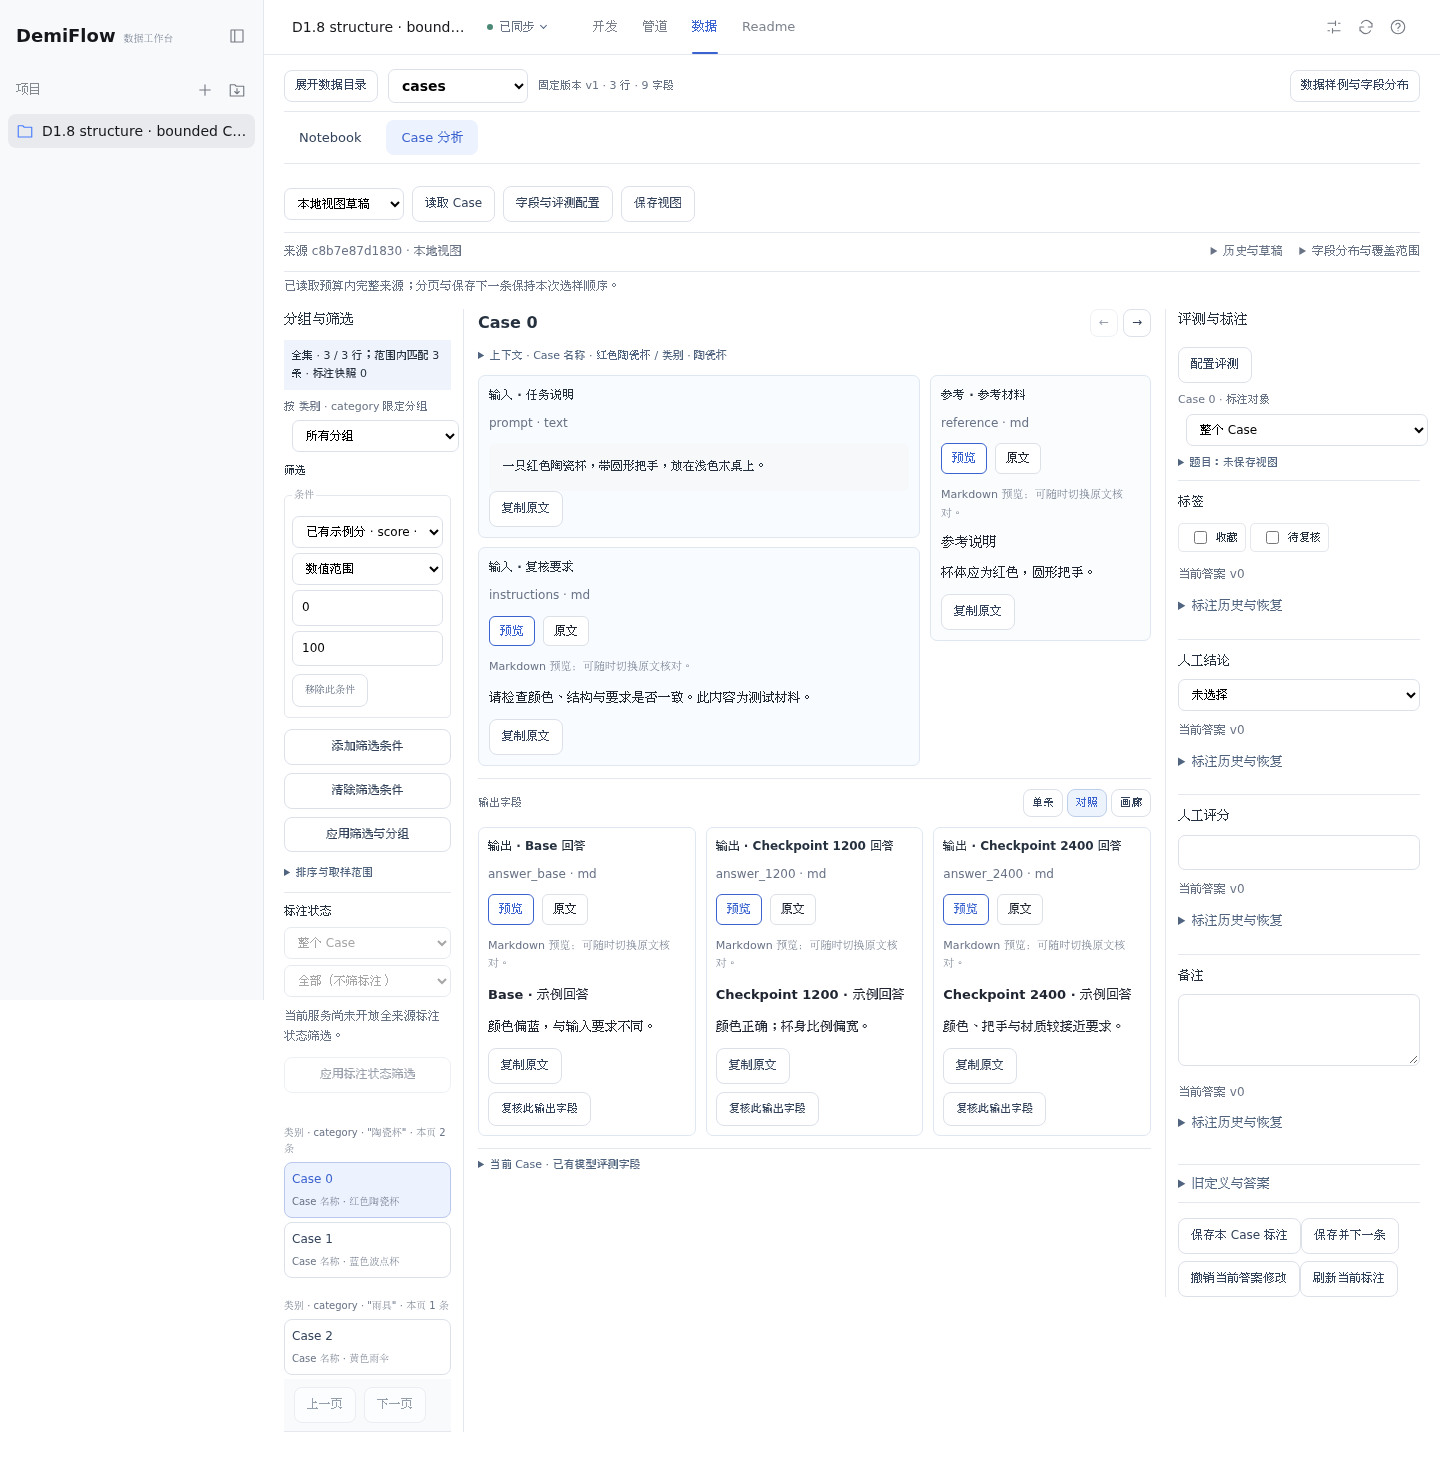 DemiFlow 数据工作台
项目
D1.8 structure · bounded C…
D1.8 structure · bound… 已同步 开发 管道 数据 Readme
展开数据目录 cases 固定版本 v1 · 3 行 · 9 字段 数据样例与字段分布
Notebook Case 分析
本地视图草稿 读取 Case 字段与评测配置 保存视图
来源 c8b7e87d1830 · 本地视图 ▶ 历史与草稿 ▶ 字段分布与覆盖范围
已读取预算内完整来源；分页与保存下一条保持本次选样顺序。
分组与筛选
全集 · 3 / 3 行；范围内匹配 3
条 · 标注快照 0
按 类别 · category 限定分组
所有分组
筛选
条件
已有示例分 · score ·
数值范围
0
100
移除此条件
添加筛选条件
清除筛选条件
应用筛选与分组
▶ 排序与取样范围
标注状态
整个 Case
全部（不筛标注）
当前服务尚未开放全来源标注
状态筛选。
应用标注状态筛选
类别 · category · "陶瓷杯" · 本页 2
条
Case 0
Case 名称 · 红色陶瓷杯
Case 1
Case 名称 · 蓝色波点杯
类别 · category · "雨具" · 本页 1 条
Case 2
Case 名称 · 黄色雨伞
上一页 下一页
Case 0 ← →
▶ 上下文 · Case 名称 · 红色陶瓷杯 / 类别 · 陶瓷杯
输入 · 任务说明
prompt · text
一只红色陶瓷杯，带圆形把手，放在浅色木桌上。
复制原文
输入 · 复核要求
instructions · md
预览 原文
Markdown 预览；可随时切换原文核对。
请检查颜色、结构与要求是否一致。此内容为测试材料。
复制原文
参考 · 参考材料
reference · md
预览 原文
Markdown 预览；可随时切换原文核
对。
参考说明
杯体应为红色，圆形把手。
复制原文
输出字段 单条 对照 画廊
输出 · Base 回答
answer_base · md
预览 原文
Markdown 预览；可随时切换原文核
对。
Base · 示例回答
颜色偏蓝，与输入要求不同。
复制原文
复核此输出字段
输出 · Checkpoint 1200 回答
answer_1200 · md
预览 原文
Markdown 预览；可随时切换原文核
对。
Checkpoint 1200 · 示例回答
颜色正确；杯身比例偏宽。
复制原文
复核此输出字段
输出 · Checkpoint 2400 回答
answer_2400 · md
预览 原文
Markdown 预览；可随时切换原文核
对。
Checkpoint 2400 · 示例回答
颜色、把手与材质较接近要求。
复制原文
复核此输出字段
▶ 当前 Case · 已有模型评测字段
评测与标注
配置评测
Case 0 · 标注对象
整个 Case
▶ 题目：未保存视图
标签
收藏 待复核
当前答案 v0
▶ 标注历史与恢复
人工结论
未选择
当前答案 v0
▶ 标注历史与恢复
人工评分
当前答案 v0
▶ 标注历史与恢复
备注
当前答案 v0
▶ 标注历史与恢复
▶ 旧定义与答案
保存本 Case 标注 保存并下一条
撤销当前答案修改 刷新当前标注